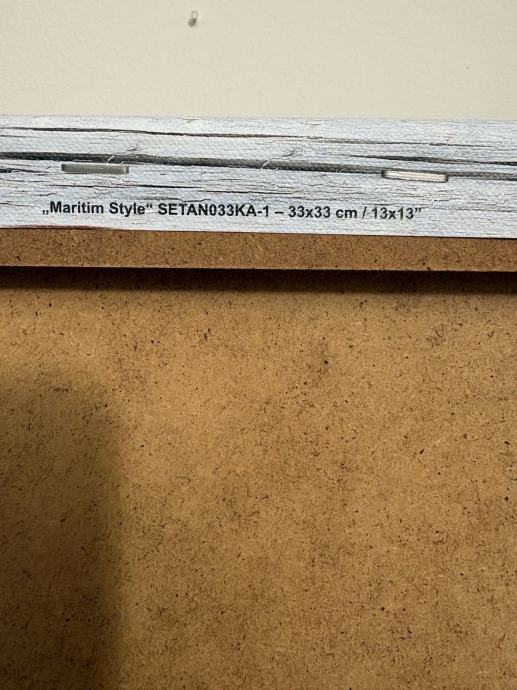 „Maritim Style“ SETAN033KA-1 – 33x33 cm / 13x13”